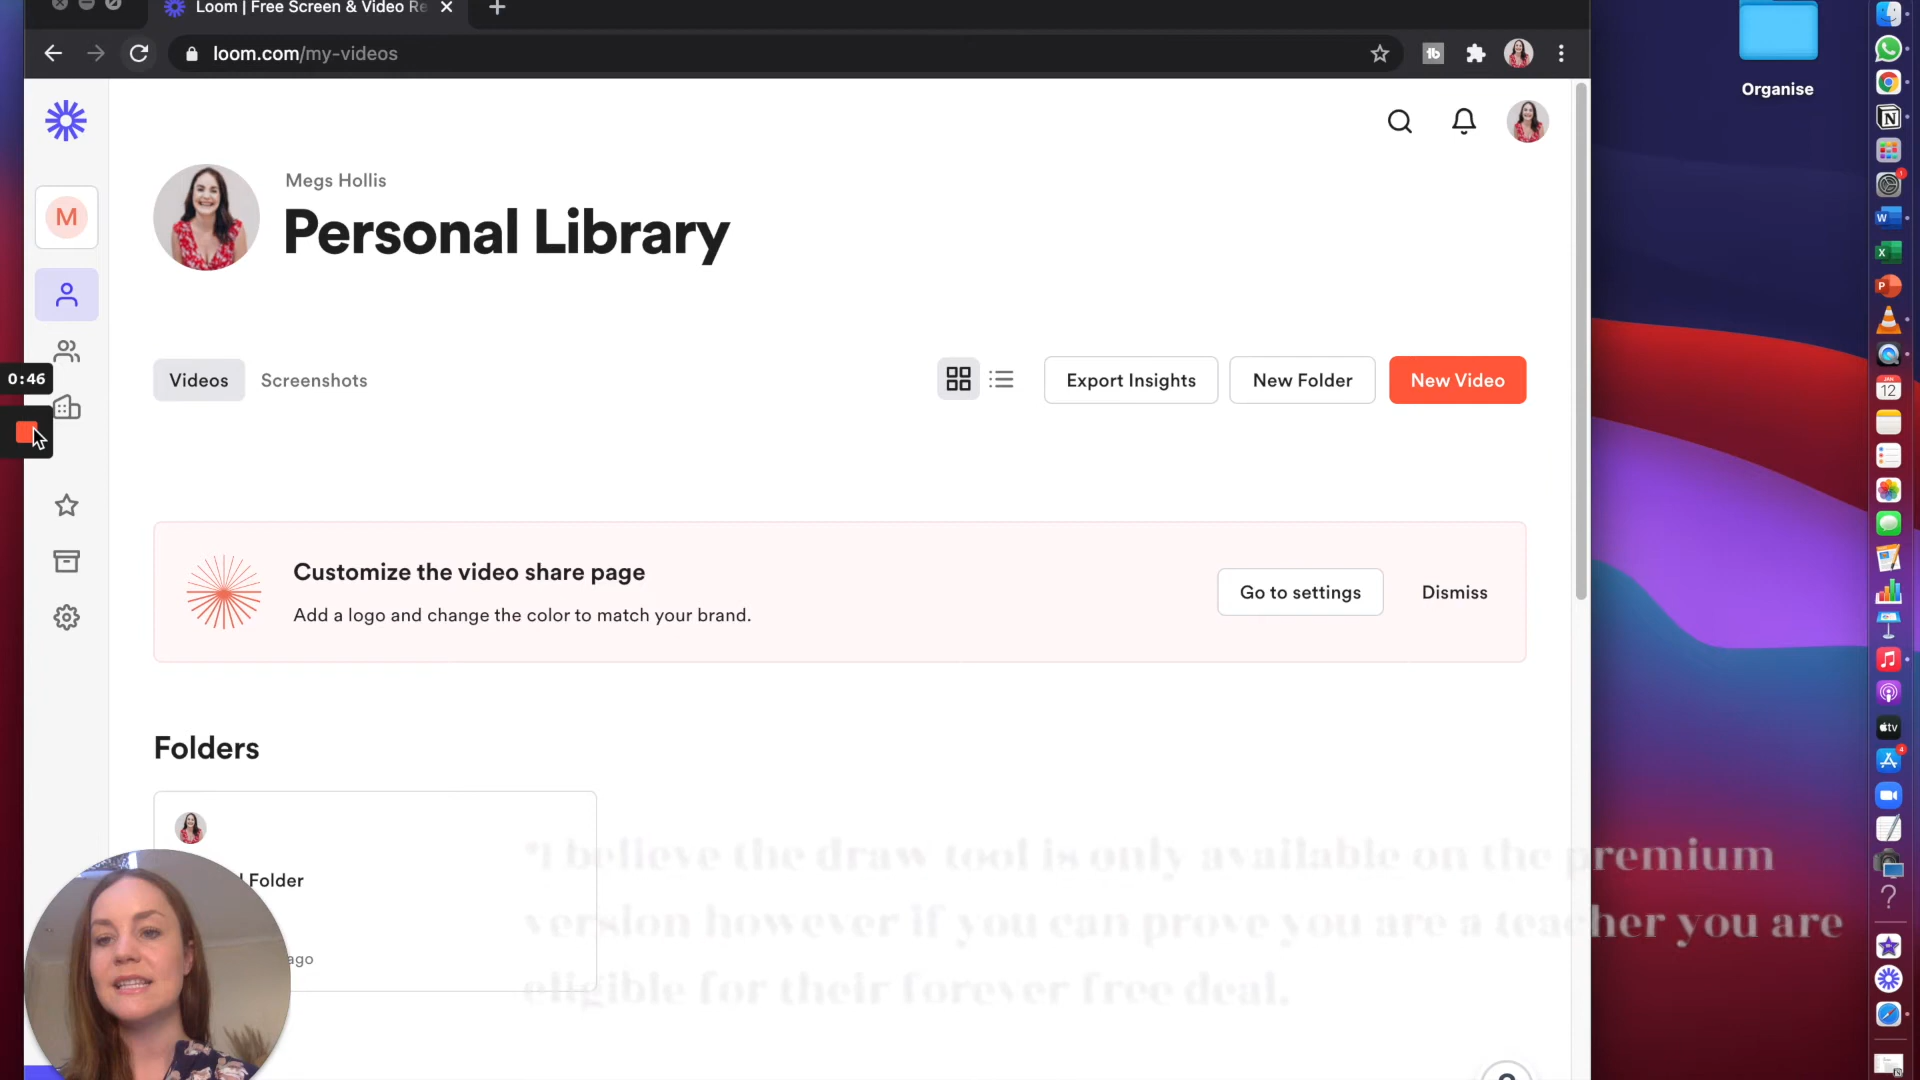 Loom | Free Screen & Video Re
loom.com/my-videos
Organise
Megs Hollis
Personal Library
M
0:46
Videos
Screenshots
Export Insights
New Folder
New Video
Customize the video share page
Add a logo and change the color to match your brand.
Go to settings
Dismiss
Folders
Folder
ago
*I believe the draw tool is only available on the premium
version however if you can prove you are a teacher you are
eligible for their forever free deal.
JAN
12
tv